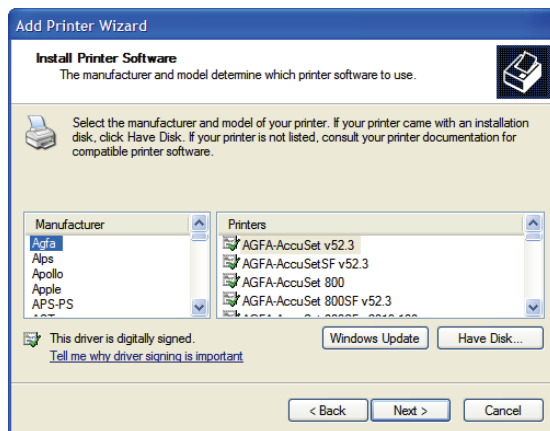 Add Printer Wizard
Install Printer Software
The manufacturer and model determine which printer software to use.
Select the manufacturer and model of your printer. If your printer came with an installation
disk, click Have Disk. If your printer is not listed, consult your printer documentation for
compatible printer software.
Manufacturer
Agfa
Alps
Apollo
Apple
APS-PS
Printers
AGFA-AccuSet v52.3
AGFA-AccuSetSF v52.3
AGFA-AccuSet 800
AGFA-AccuSet 800SF v52.3
This driver is digitally signed.
Tell me why driver signing is important
Windows Update
Have Disk...
< Back
Next >
Cancel